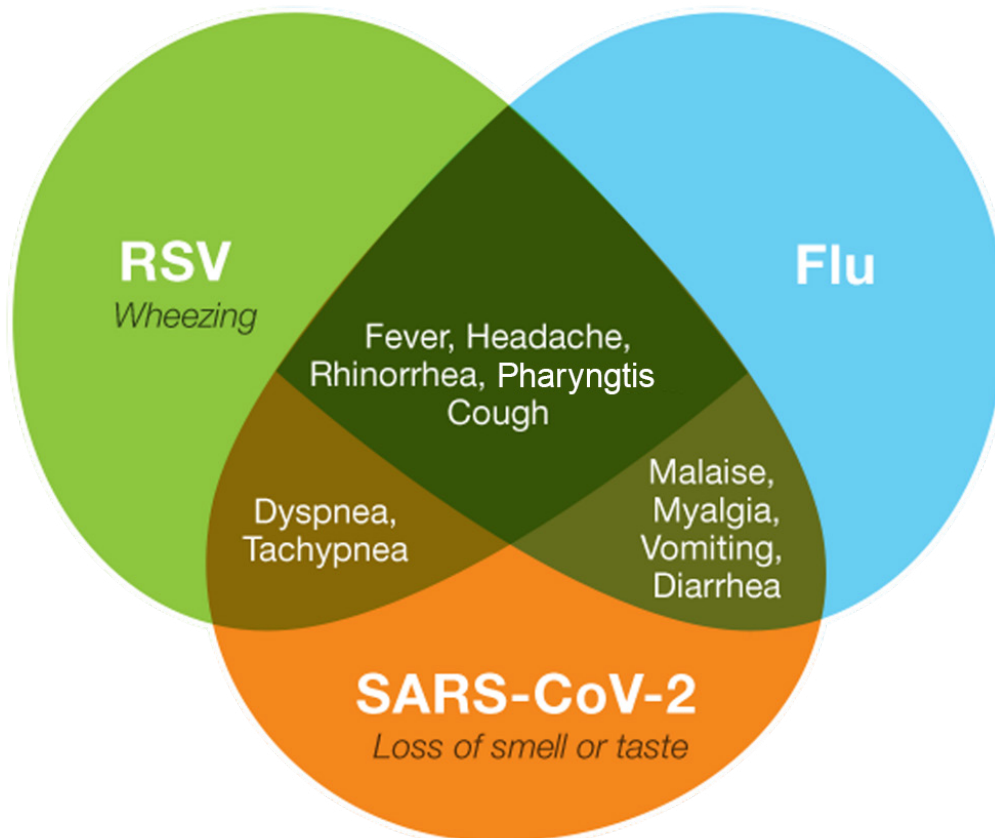 RSV
Wheezing
Flu
Fever, Headache,
Rhinorrhea, Pharyngtis
Cough
Dyspnea,
Tachypnea
Malaise,
Myalgia,
Vomiting,
Diarrhea
SARS-CoV-2
Loss of smell or taste